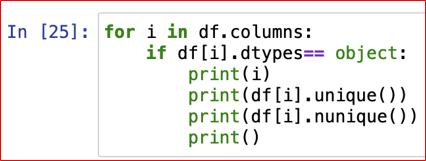 In [25]: for i in df.columns:
    if df[i].dtypes== object:
        print(i)
        print(df[i].unique())
        print(df[i].nunique())
        print()